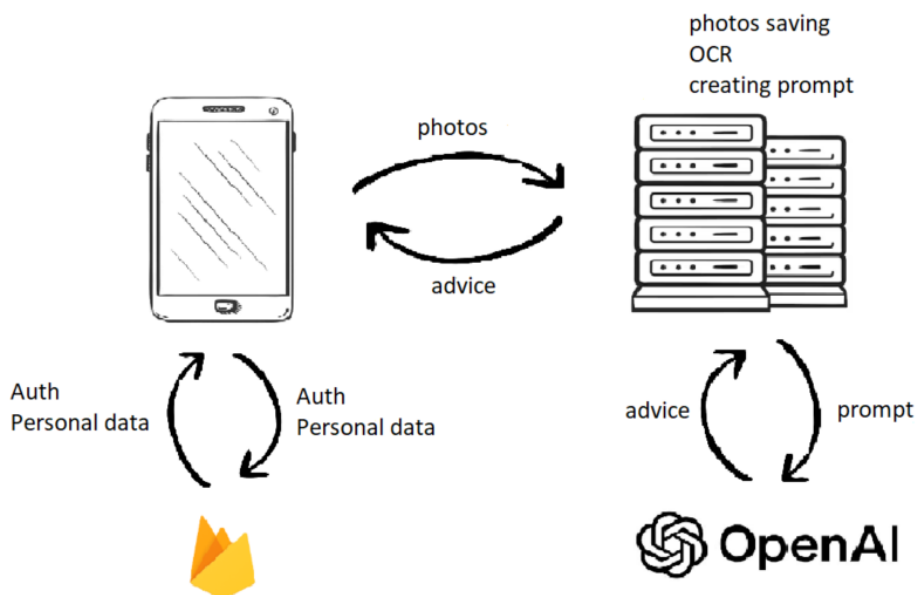 photos saving
OCR
creating prompt
photos
advice
Auth
Personal data
Auth
Personal data
advice
prompt
OpenAI